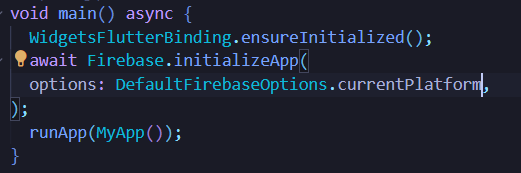 void main() async {
WidgetsFlutterBinding.ensureInitialized();
await Firebase.initializeApp(
options: DefaultFirebaseOptions.currentPlatform,
);
runApp(MyApp());
}